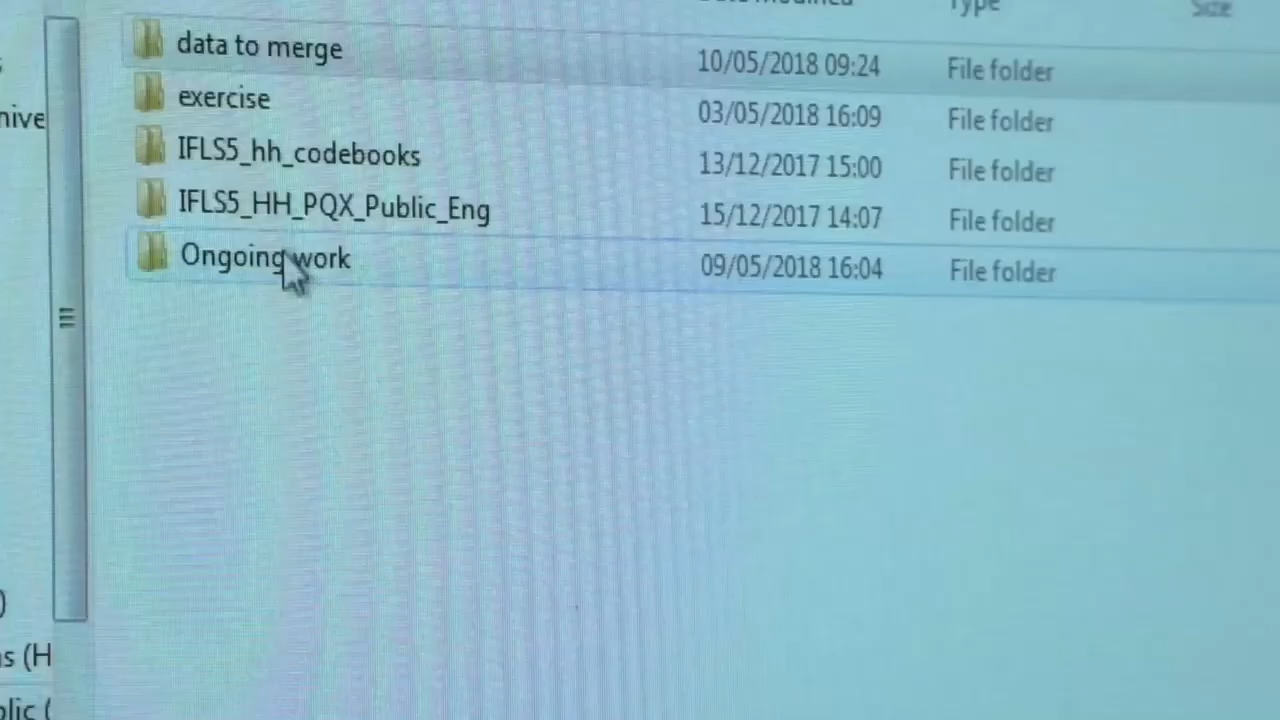 Type Size
data to merge 10/05/2018 09:24 File folder
exercise 03/05/2018 16:09 File folder
IFLS5_hh_codebooks 13/12/2017 15:00 File folder
IFLS5_HH_PQX_Public_Eng 15/12/2017 14:07 File folder
Ongoing work 09/05/2018 16:04 File folder